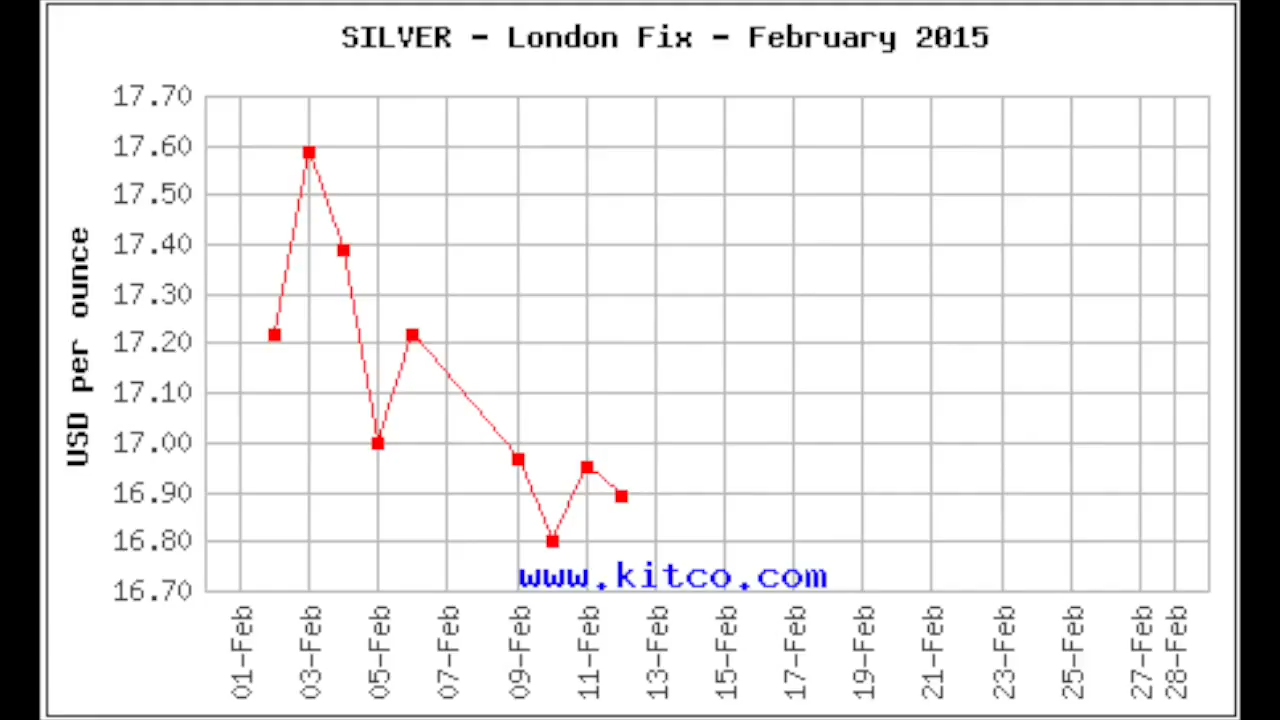 SILVER - London Fix - February 2015
USD per ounce
17.70
17.60
17.50
17.40
17.30
17.20
17.10
17.00
16.90
16.80
16.70
www.kitco.com
01-Feb
03-Feb
05-Feb
07-Feb
09-Feb
11-Feb
13-Feb
15-Feb
17-Feb
19-Feb
21-Feb
23-Feb
25-Feb
27-Feb
28-Feb